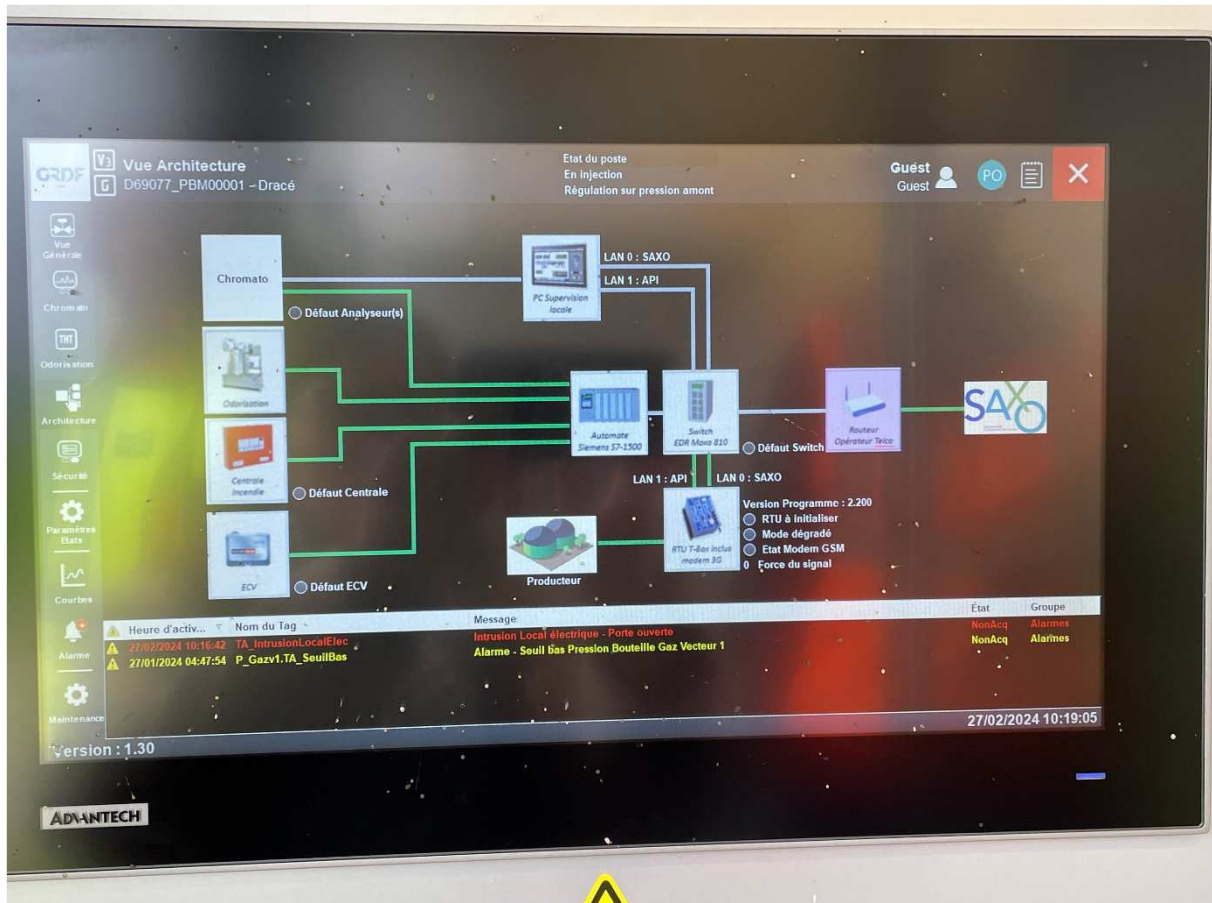 GRDF
V3
G
Vue Architecture
D69077_PBM00001 - Dracé
Etat du poste
En injection
Régulation sur pression amont
Guest
Guest
PO
Vue
Générale
Chromato
THT
Odorisation
Architecture
Sécurité
Paramètres
Etats
Courbes
Alarme
Maintenance
Chromato
Défaut Analyseur(s)
Odorisation
Centrale
Incendie
Défaut Centrale
ECV
Défaut ECV
PC Supervision
locale
LAN 0 : SAXO
LAN 1 : API
Automate
Siemens S7-1500
Switch
EDR Moxa 810
Défaut Switch
Routeur
Opérateur Telco
SAXO
LAN 1 : API
LAN 0 : SAXO
Producteur
RTU T-Box inclus
modem 3G
Version Programme : 2.200
RTU à initialiser
Mode dégradé
Etat Modem GSM
0 Force du signal
Heure d'activ... Nom du Tag Message État Groupe
27/02/2024 10:16:42 TA_IntrusionLocalElec Intrusion Local électrique - Porte ouverte NonAcq Alarmes
27/01/2024 04:47:54 P_Gazv1.TA_SeuilBas Alarme - Seuil bas Pression Bouteille Gaz Vecteur 1 NonAcq Alarmes
27/02/2024 10:19:05
Version : 1.30
ADVANTECH